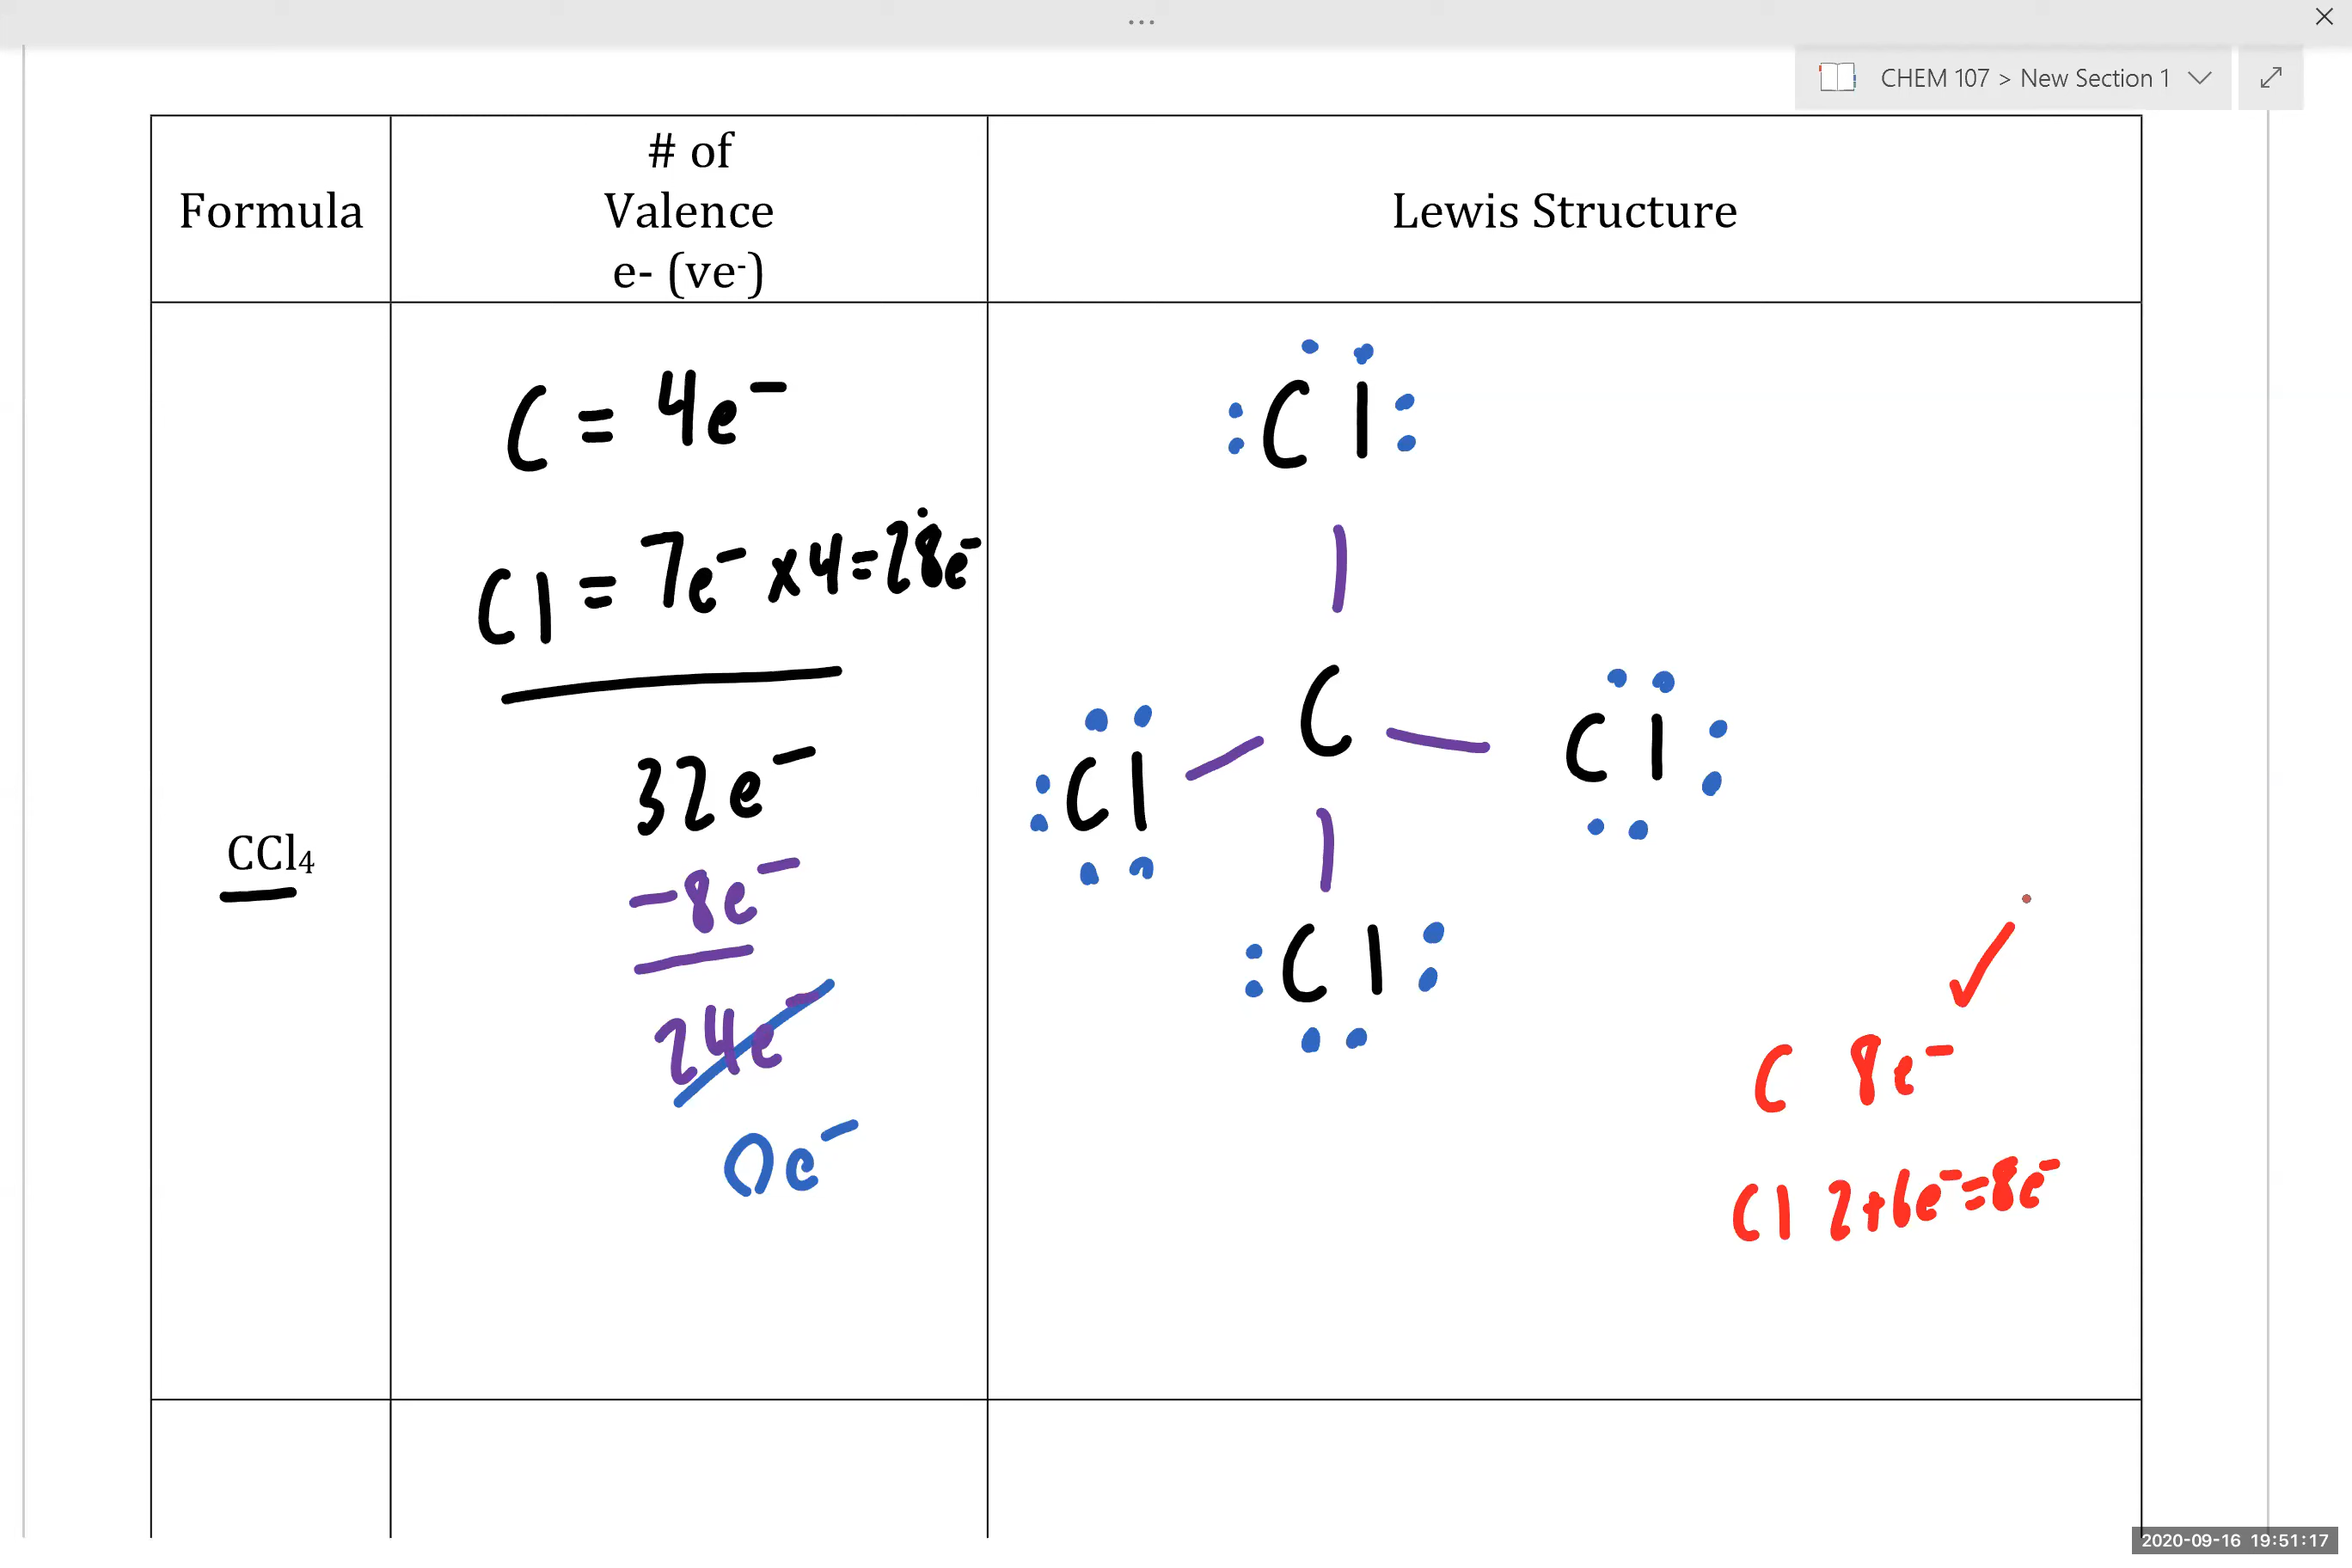 ...
CHEM 107 > New Section 1
Formula
# of
Valence
e- (ve⁻)
Lewis Structure
CCl₄
C = 4e⁻
Cl = 7e⁻ x4=28e⁻
32e⁻
-8e⁻
24e⁻
0e⁻
Cl
Cl
C
Cl
Cl
C 8e⁻
Cl 2+6e⁻=8e⁻
2020-09-16 19:51:17